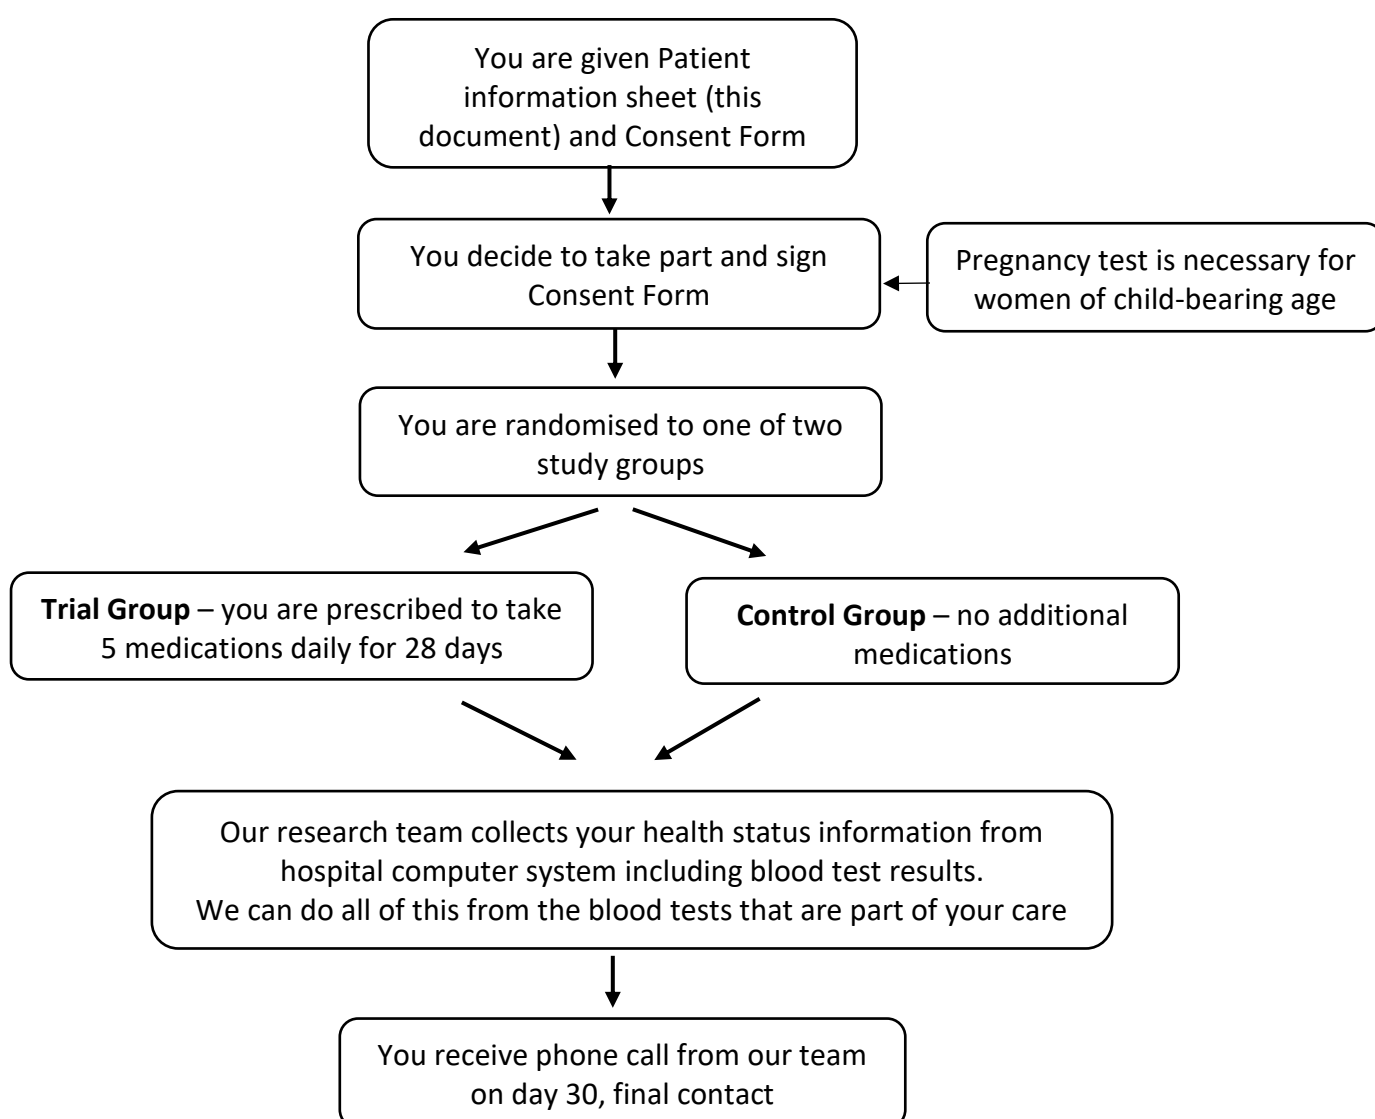 You are given Patient
information sheet (this
document) and Consent Form
You decide to take part and sign
Consent Form
Pregnancy test is necessary for
women of child-bearing age
You are randomised to one of two
study groups
Trial Group – you are prescribed to take
5 medications daily for 28 days
Control Group – no additional
medications
Our research team collects your health status information from
hospital computer system including blood test results.
We can do all of this from the blood tests that are part of your care
You receive phone call from our team
on day 30, final contact